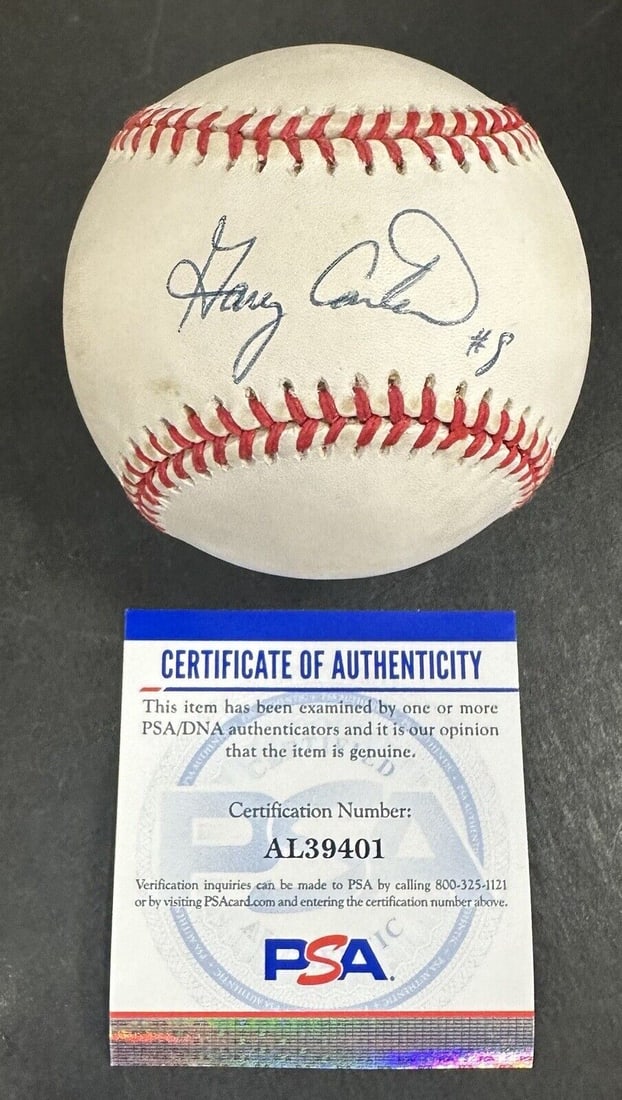 Gary Carter
#8
CERTIFICATE OF AUTHENTICITY
This item has been examined by one or more
PSA/DNA authenticators and it is our opinion
that the item is genuine.
Certification Number:
AL39401
Verification inquiries can be made to PSA by calling 800-325-1121
or by visiting PSAcard.com and entering the certification number above.
PSA